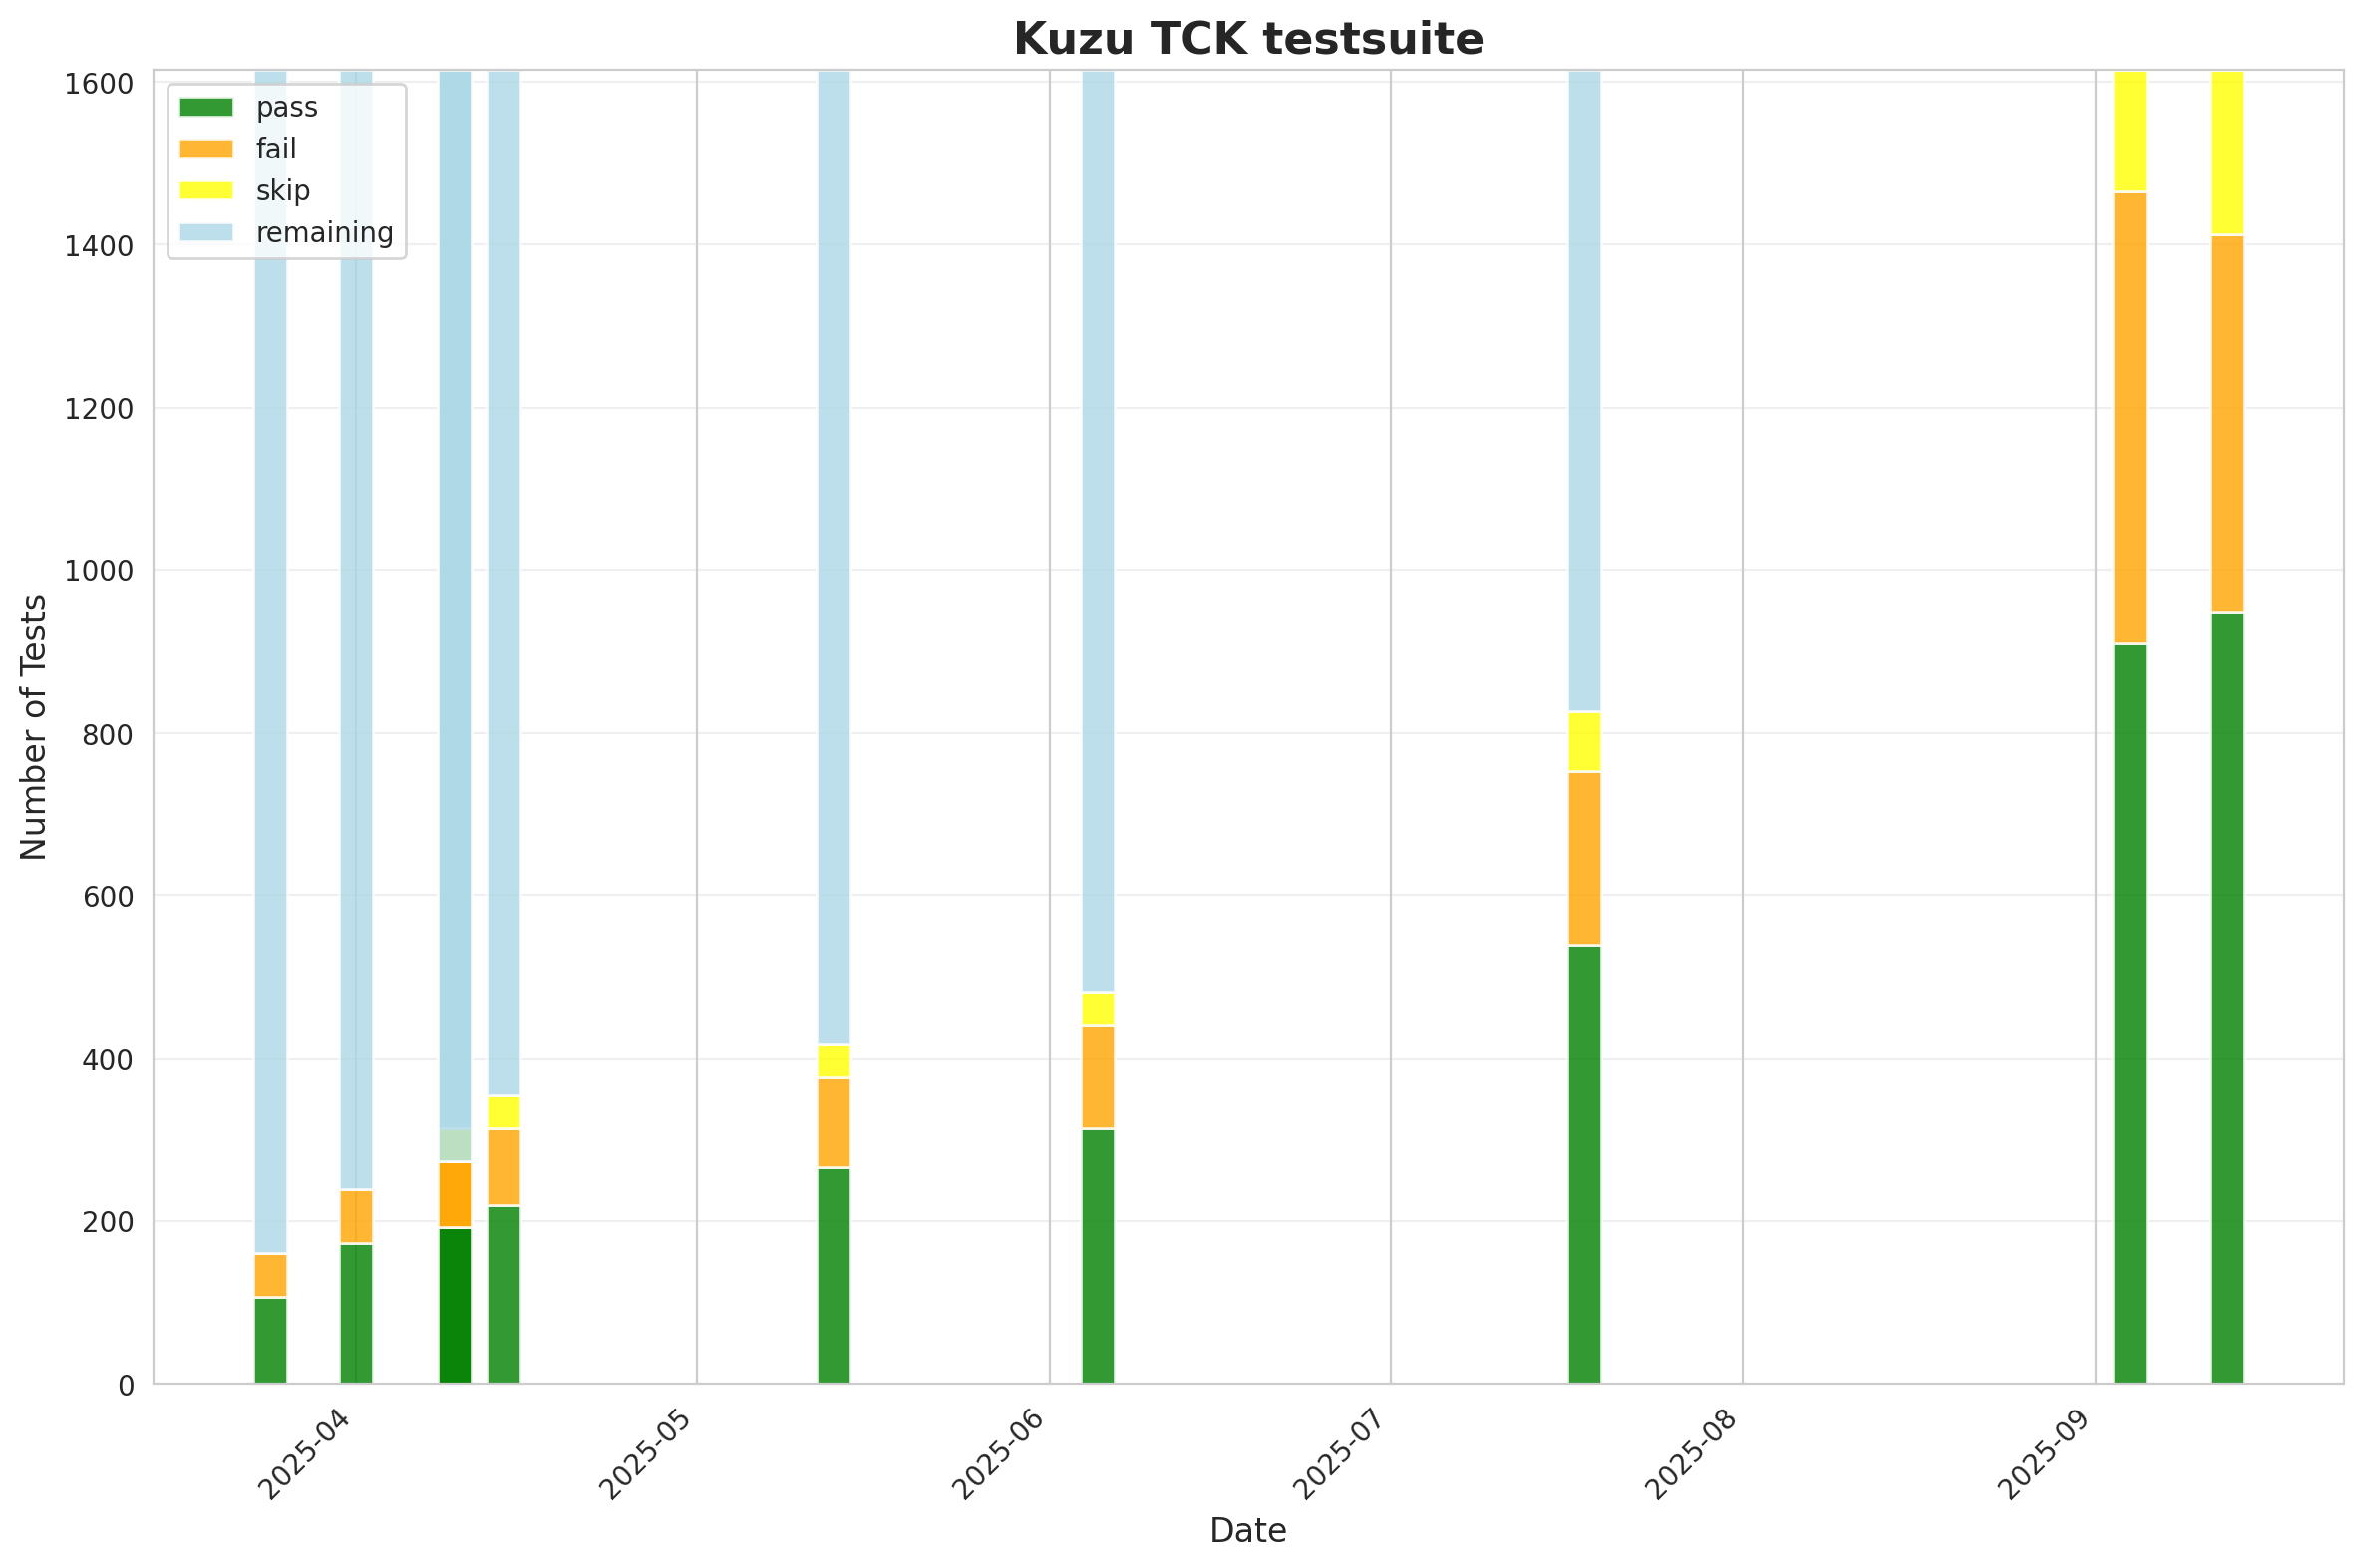 Kuzu TCK testsuite
pass
fail
skip
remaining
1600
1400
1200
1000
800
600
400
200
0
Number of Tests
2025-04
2025-05
2025-06
2025-07
2025-08
2025-09
Date